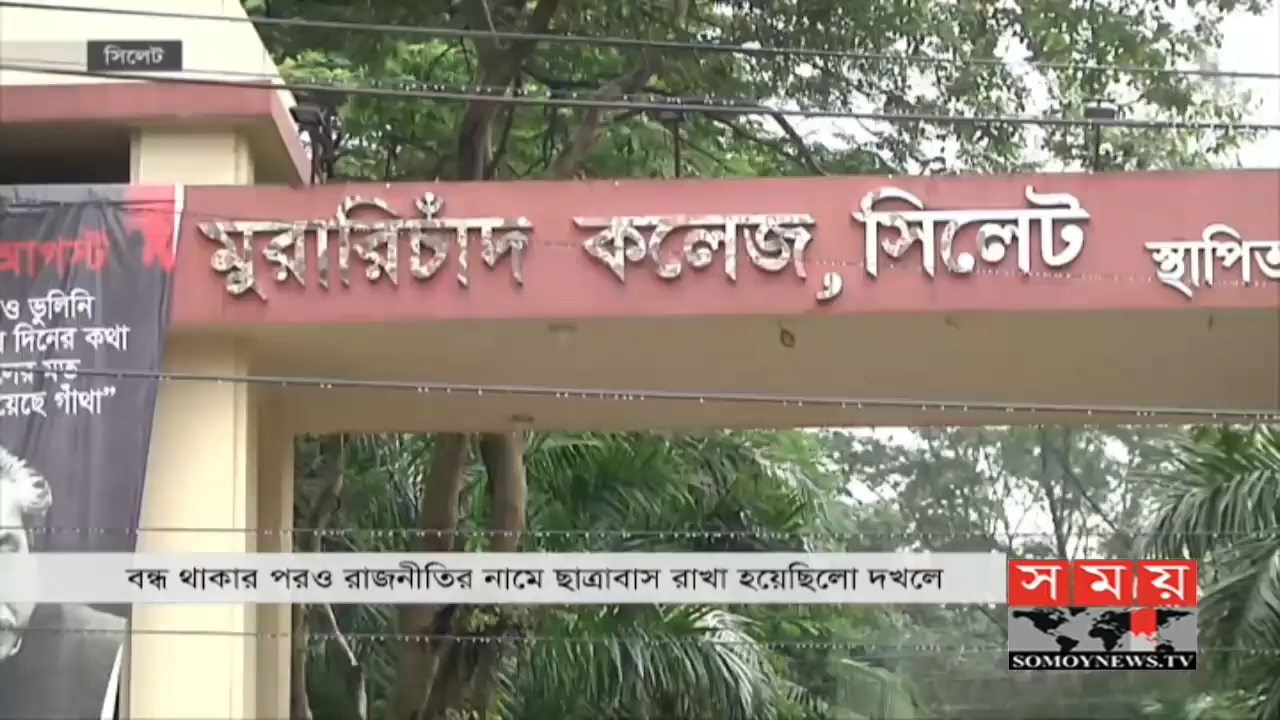 সিলেট
মুরারিচাঁদ কলেজ, সিলেট
আগস্ট
ও ভুলিনি
দিনের কথা
গাঁথা”
বন্ধ থাকার পরও রাজনীতির নামে ছাত্রাবাস রাখা হয়েছিলো দখলে
সময়
SOMOYNEWS.TV